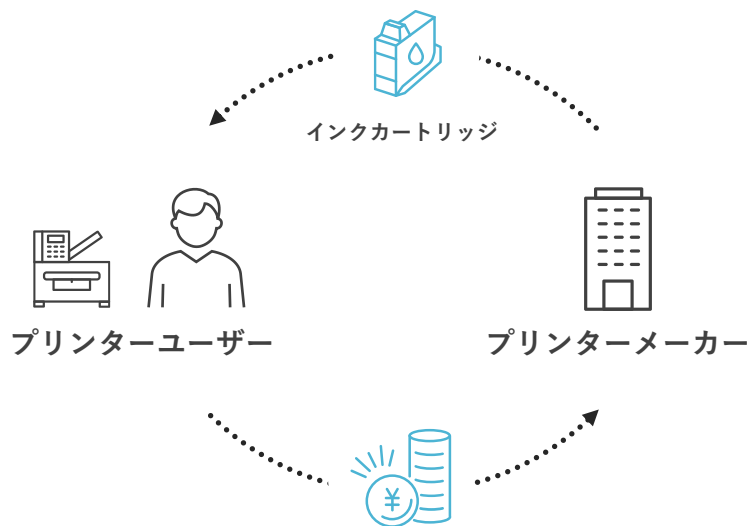 インクカートリッジ
プリンターユーザー
プリンターメーカー
¥